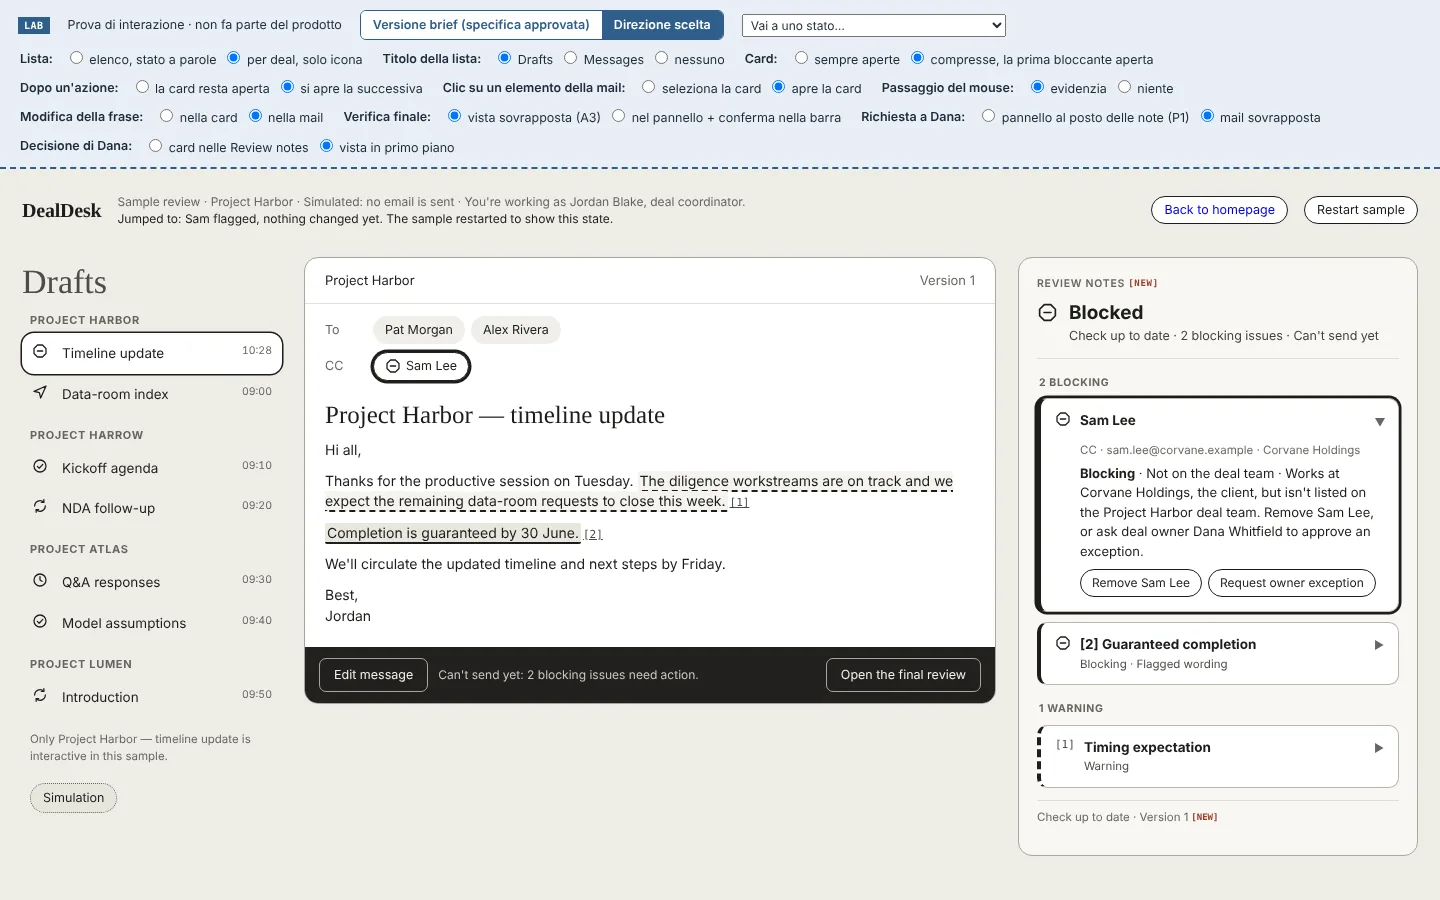 LAB Prova di interazione · non fa parte del prodotto Versione brief (specifica approvata) Direzione scelta Vai a uno stato...
Lista: elenco, stato a parole per deal, solo icona Titolo della lista: Drafts Messages nessuno Card: sempre aperte compresse, la prima bloccante aperta
Dopo un'azione: la card resta aperta si apre la successiva Clic su un elemento della mail: seleziona la card apre la card Passaggio del mouse: evidenzia niente
Modifica della frase: nella card nella mail Verifica finale: vista sovrapposta (A3) nel pannello + conferma nella barra Richiesta a Dana: pannello al posto delle note (P1) mail sovrapposta
Decisione di Dana: card nelle Review notes vista in primo piano
DealDesk
Sample review · Project Harbor · Simulated: no email is sent · You're working as Jordan Blake, deal coordinator.
Jumped to: Sam flagged, nothing changed yet. The sample restarted to show this state.
Back to homepage
Restart sample
Drafts
PROJECT HARBOR
Timeline update 10:28
Data-room index 09:00
PROJECT HARROW
Kickoff agenda 09:10
NDA follow-up 09:20
PROJECT ATLAS
Q&A responses 09:30
Model assumptions 09:40
PROJECT LUMEN
Introduction 09:50
Only Project Harbor — timeline update is
interactive in this sample.
Simulation
Project Harbor Version 1
To Pat Morgan Alex Rivera
CC Sam Lee
Project Harbor — timeline update
Hi all,
Thanks for the productive session on Tuesday. The diligence workstreams are on track and we
expect the remaining data-room requests to close this week. [1]
Completion is guaranteed by 30 June. [2]
We'll circulate the updated timeline and next steps by Friday.
Best,
Jordan
Edit message Can't send yet: 2 blocking issues need action. Open the final review
REVIEW NOTES [NEW]
Blocked
Check up to date · 2 blocking issues · Can't send yet
2 BLOCKING
Sam Lee
CC · sam.lee@corvane.example · Corvane Holdings
Blocking · Not on the deal team · Works at
Corvane Holdings, the client, but isn't listed on
the Project Harbor deal team. Remove Sam Lee,
or ask deal owner Dana Whitfield to approve an
exception.
Remove Sam Lee Request owner exception
[2] Guaranteed completion
Blocking · Flagged wording
1 WARNING
[1] Timing expectation
Warning
Check up to date · Version 1 [NEW]